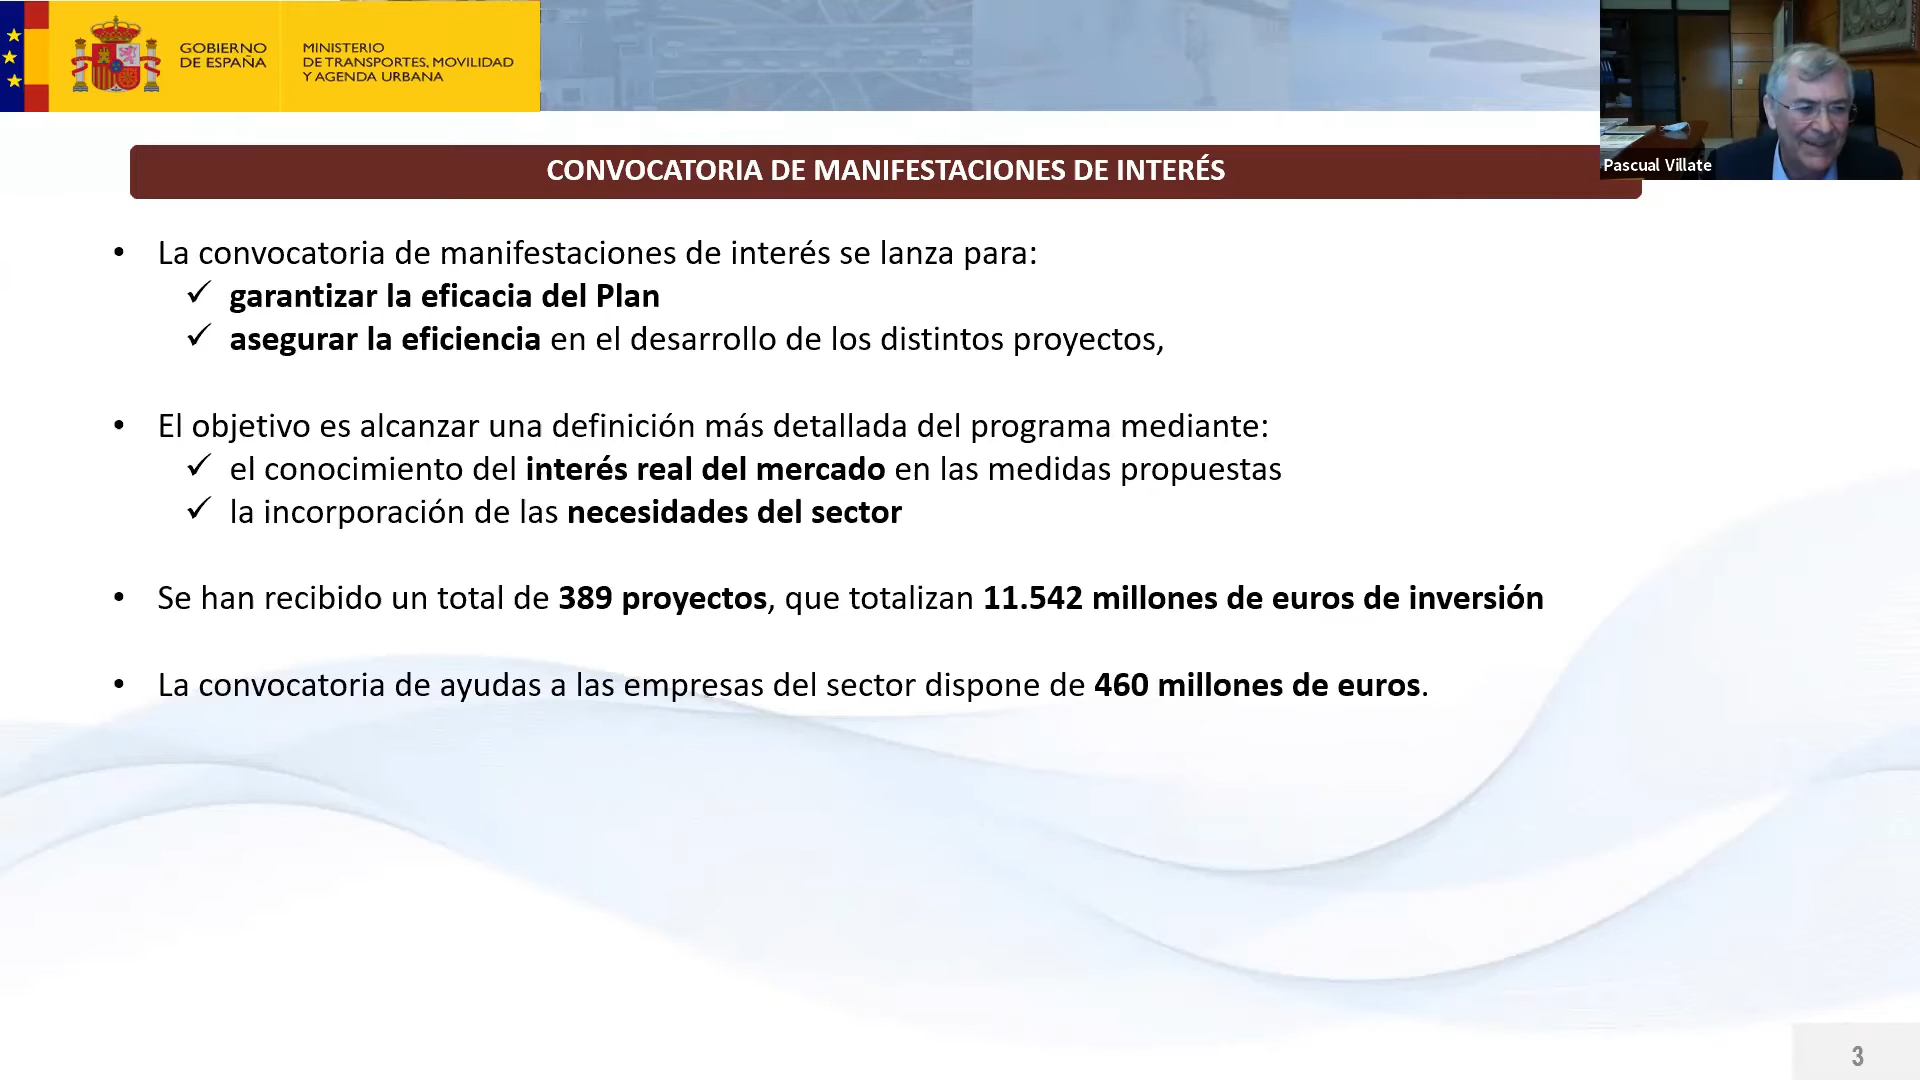 GOBIERNO
DE ESPAÑA
MINISTERIO
DE TRANSPORTES, MOVILIDAD
Y AGENDA URBANA
Pascual Villate
CONVOCATORIA DE MANIFESTACIONES DE INTERÉS
• La convocatoria de manifestaciones de interés se lanza para:
✓ garantizar la eficacia del Plan
✓ asegurar la eficiencia en el desarrollo de los distintos proyectos,
• El objetivo es alcanzar una definición más detallada del programa mediante:
✓ el conocimiento del interés real del mercado en las medidas propuestas
✓ la incorporación de las necesidades del sector
• Se han recibido un total de 389 proyectos, que totalizan 11.542 millones de euros de inversión
• La convocatoria de ayudas a las empresas del sector dispone de 460 millones de euros.
3